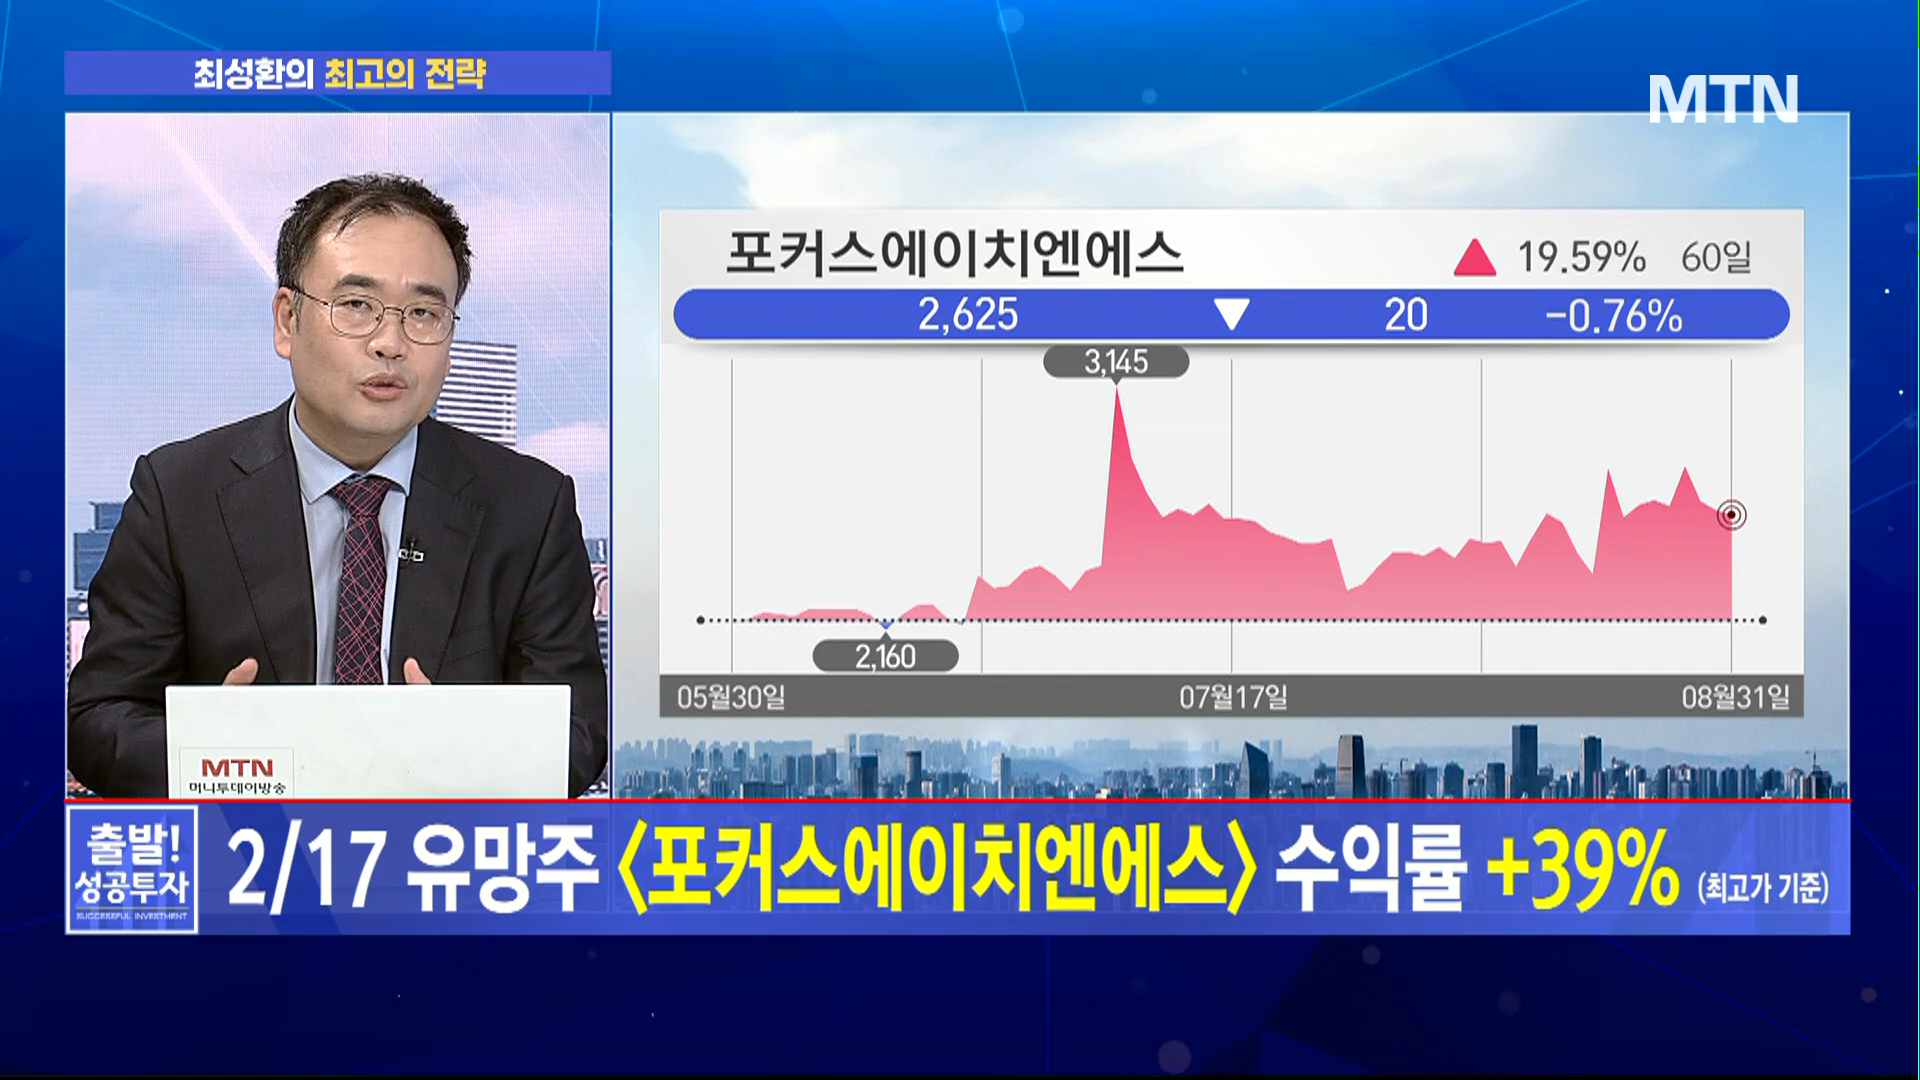 최성환의 최고의 전략
MTN
포커스에이치엔에스
▲ 19.59% 60일
2,625 ▼ 20 -0.76%
3,145
2,160
05월30일 07월17일 08월31일
MTN
머니투데이방송
출발!
성공투자
SUCCESSFUL INVESTMENT
2/17 유망주 <포커스에이치엔에스> 수익률 +39% (최고가 기준)